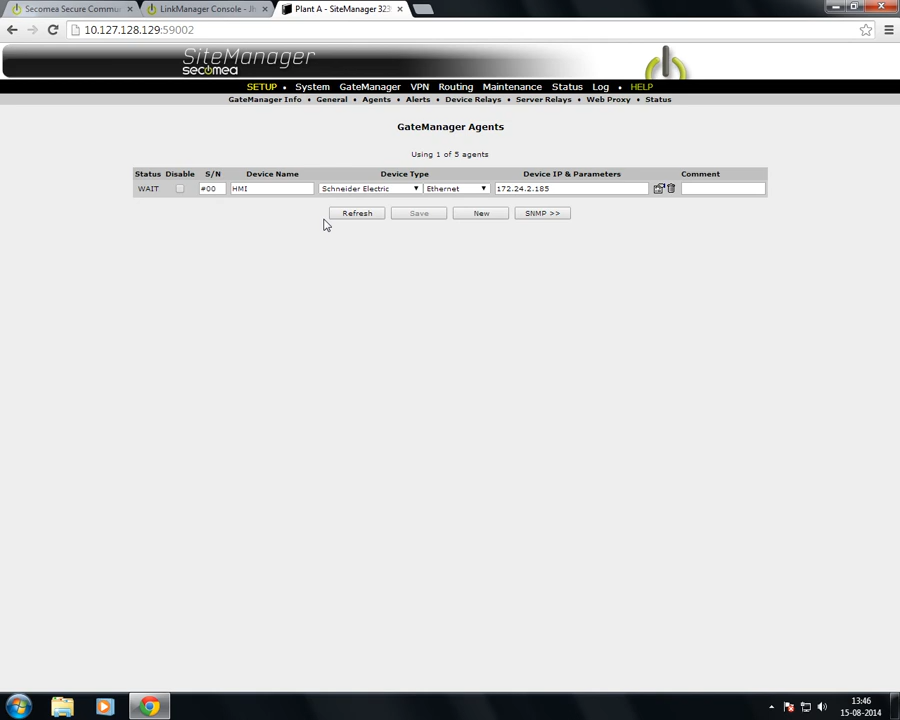 Secomea Secure Commu
LinkManager Console - Jh
Plant A - SiteManager 323
10.127.128.129:59002
SiteManager
secomea
SETUP • System GateManager VPN Routing Maintenance Status Log • HELP
GateManager Info • General • Agents • Alerts • Device Relays • Server Relays • Web Proxy • Status
GateManager Agents
Using 1 of 5 agents
Status Disable S/N Device Name Device Type Device IP & Parameters Comment
WAIT #00 HMI Schneider Electric Ethernet 172.24.2.185
Refresh Save New SNMP >>
13:46
15-08-2014